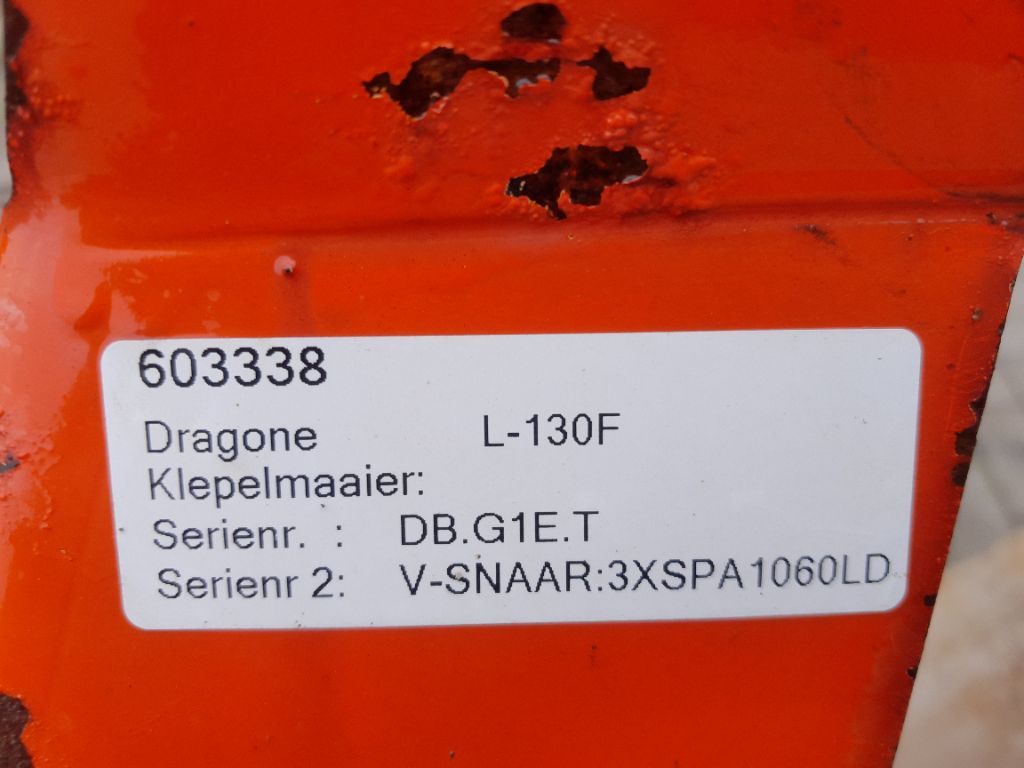 603338
Dragone L-130F
Klepelmaaier:
Serienr. : DB.G1E.T
Serienr 2: V-SNAAR:3XSPA1060LD